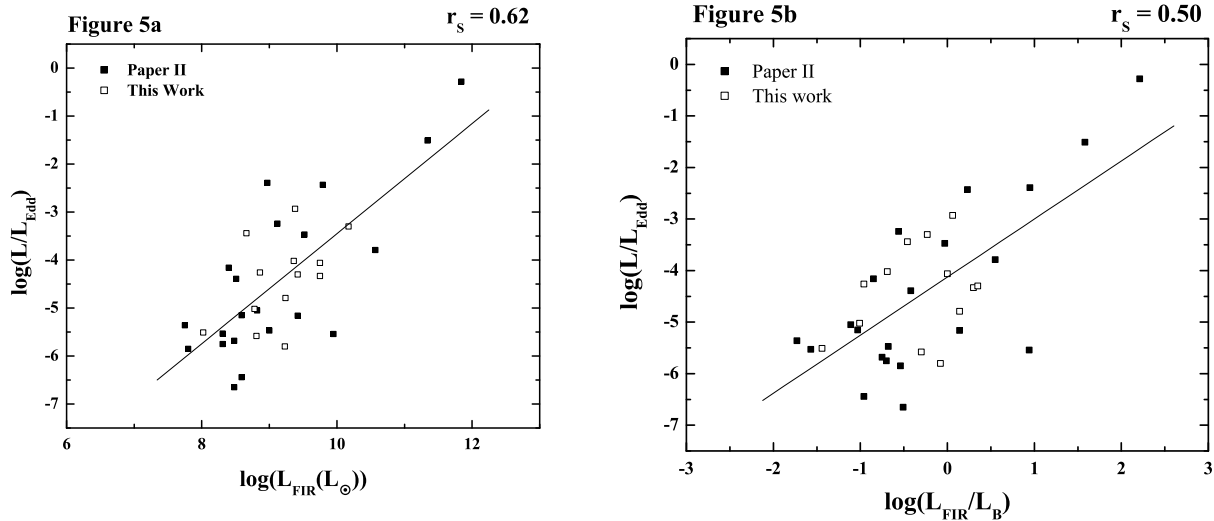 Figure 5a
r_S = 0.62
Paper II
This Work
0
-1
-2
-3
-4
-5
-6
-7
log(L/L_Edd)
6
8
10
12
log(L_FIR(L_⊙))
Figure 5b
r_S = 0.50
Paper II
This work
0
-1
-2
-3
-4
-5
-6
-7
log(L/L_Edd)
-3
-2
-1
0
1
2
3
log(L_FIR/L_B)